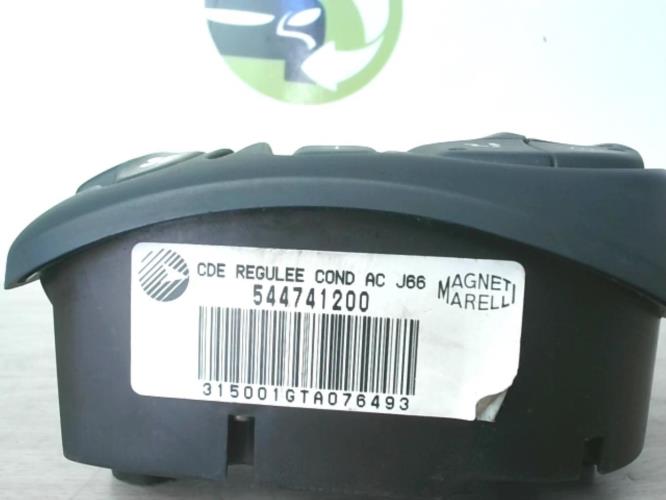 CDE REGULEE COND AC J66
544741200
MAGNETI
MARELLI
315001GTA076493